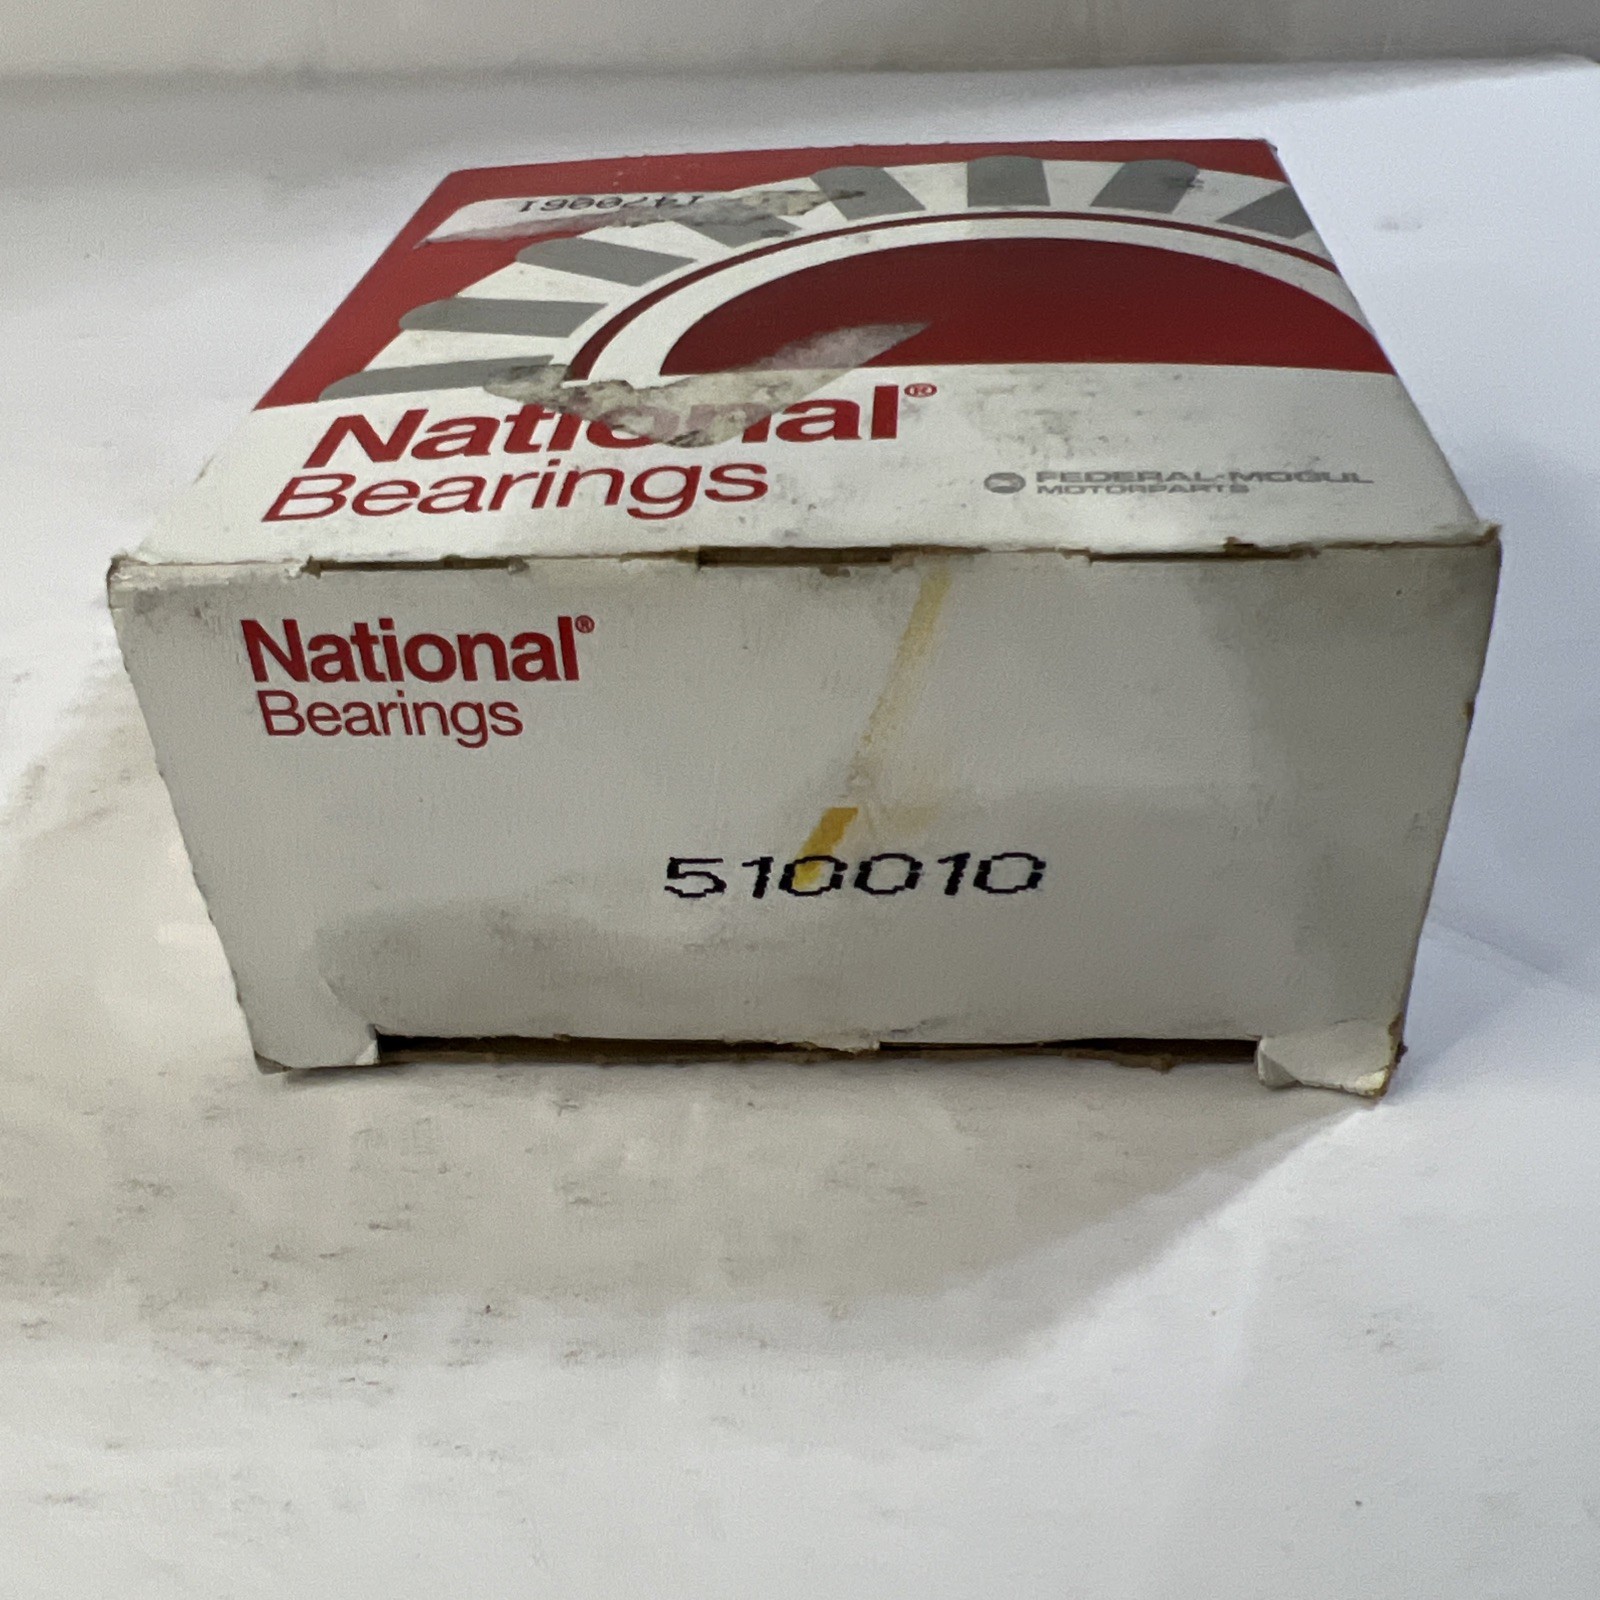 National®
Bearings
FEDERAL-MOGUL
MOTORPARTS
National®
Bearings
510010